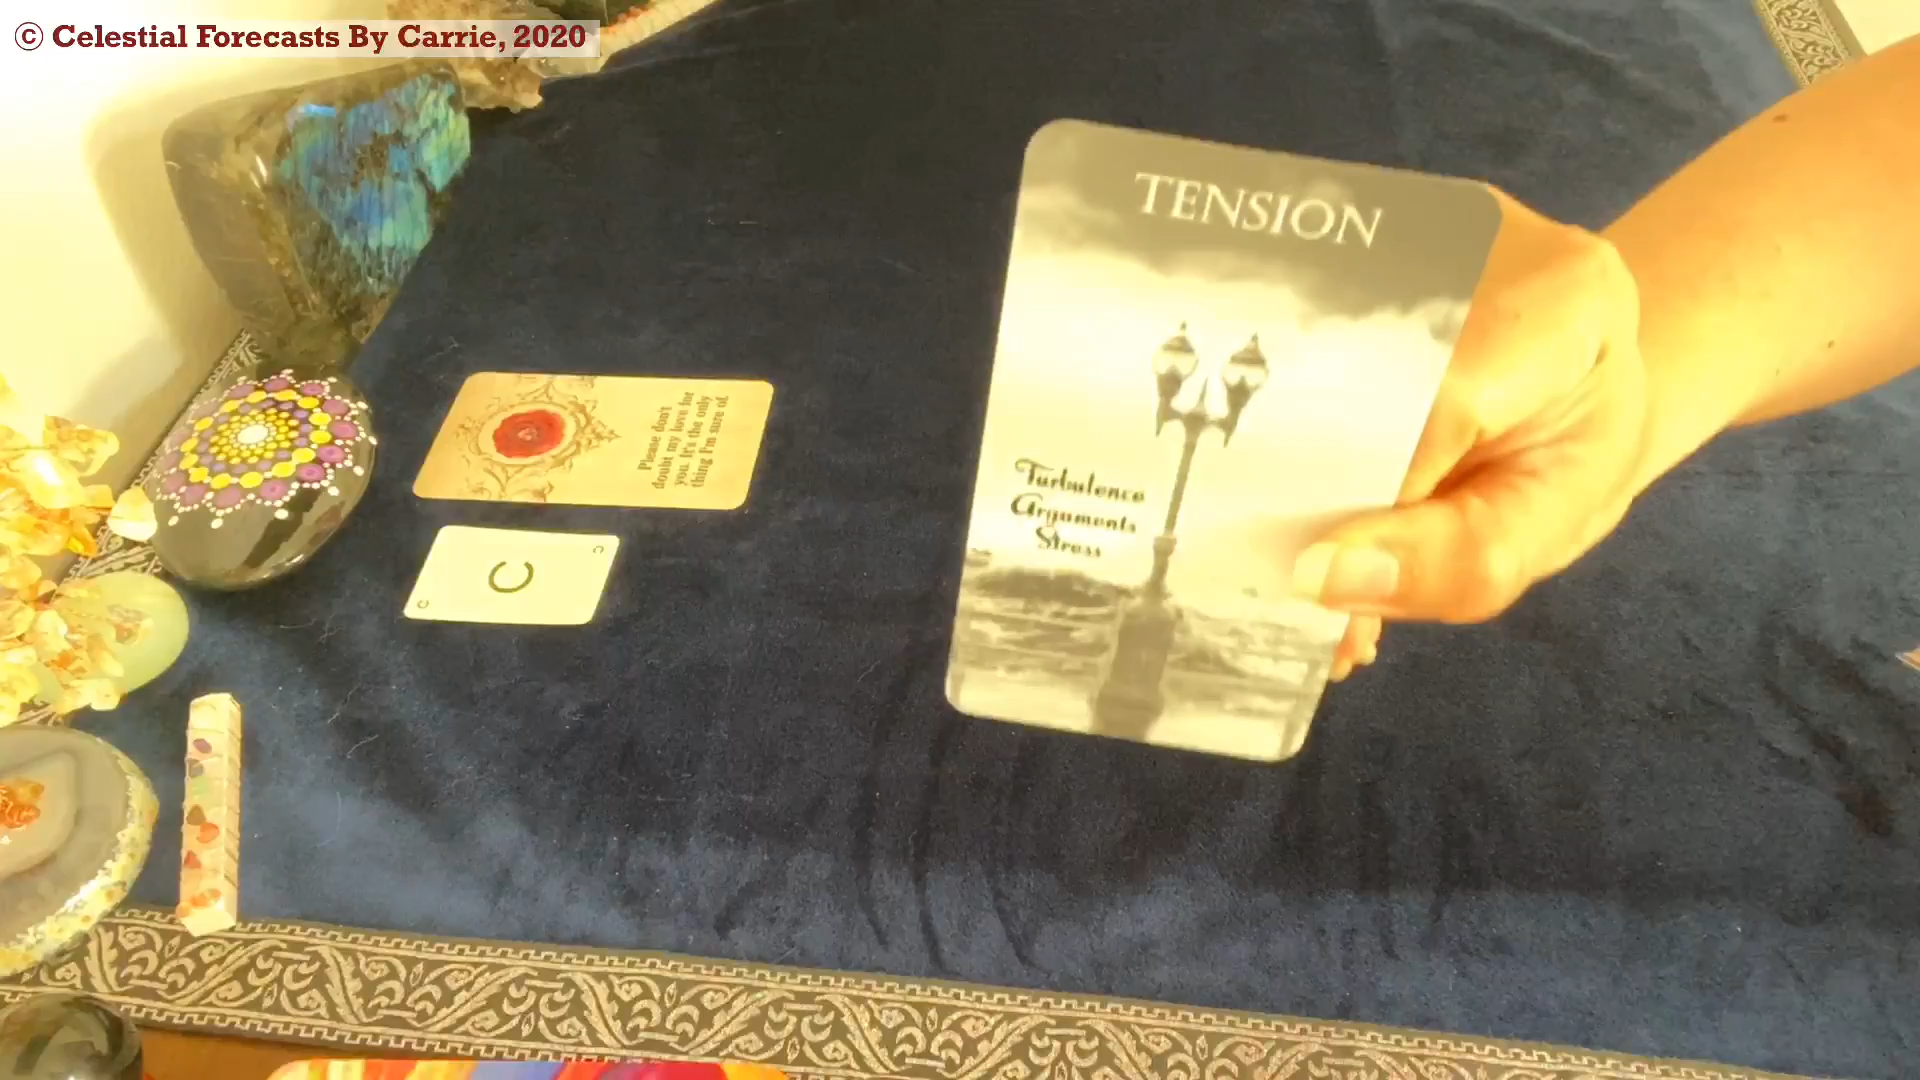 © Celestial Forecasts By Carrie, 2020
TENSION
Turbulence
Arguments
Stress
Please don't
doubt my love for
you. It's the only
thing I'm sure of.
C
C
C